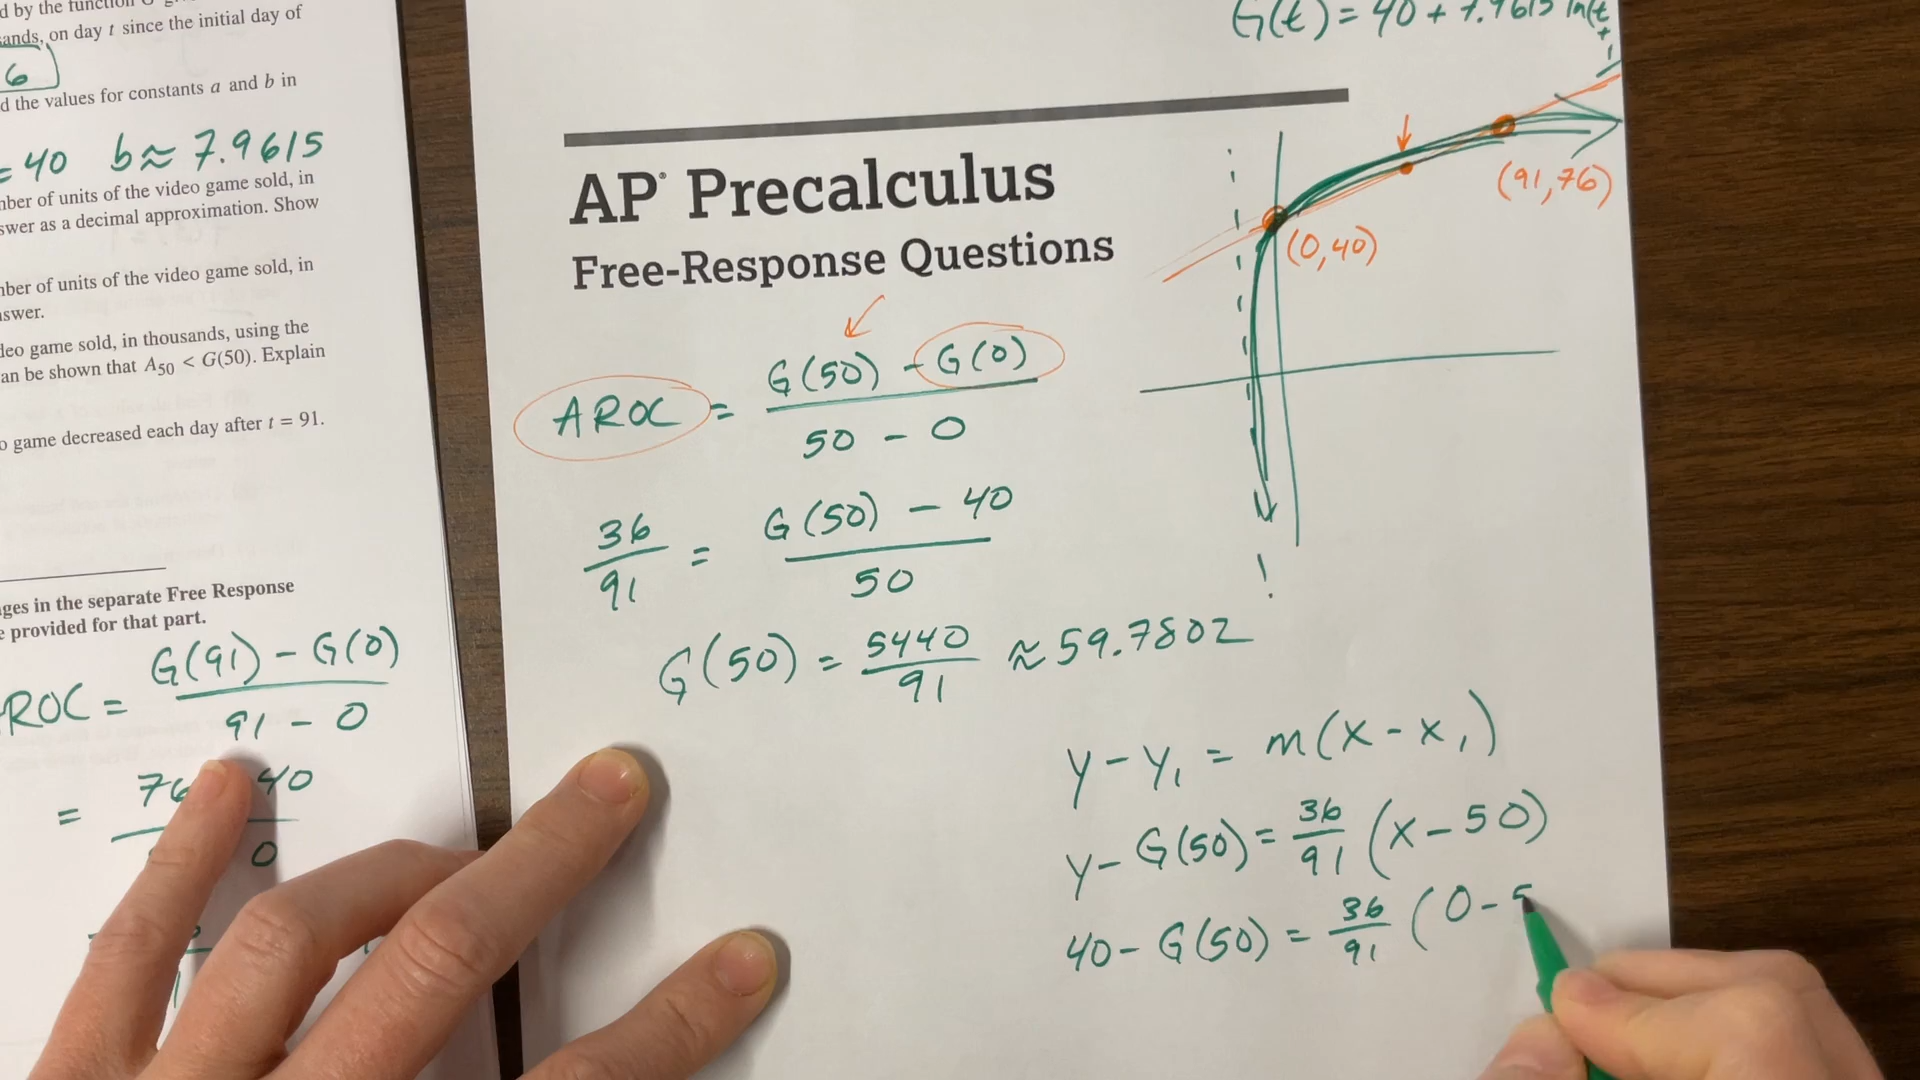 d by the function G
ands, on day t since the initial day of
6
d the values for constants a and b in
= 40 b ≈ 7.9615
nber of units of the video game sold, in
swer as a decimal approximation. Show
nber of units of the video game sold, in
swer.
deo game sold, in thousands, using the
an be shown that A50 < G(50). Explain
o game decreased each day after t = 91.
ges in the separate Free Response
e provided for that part.
ROC = G(91) - G(0)
91 - 0
= 76 40
0
G(t) = 40 + 7.9615 ln(t + 1
AP® Precalculus
Free-Response Questions
(91,76)
(0,40)
AROC = G(50) - G(0)
50 - 0
36/91 = G(50) - 40
50
G(50) = 5440/91 ≈ 59.7802
y - y₁ = m(x - x₁)
y - G(50) = 36/91 (x - 50)
40 - G(50) = 36/91 (0 - 5